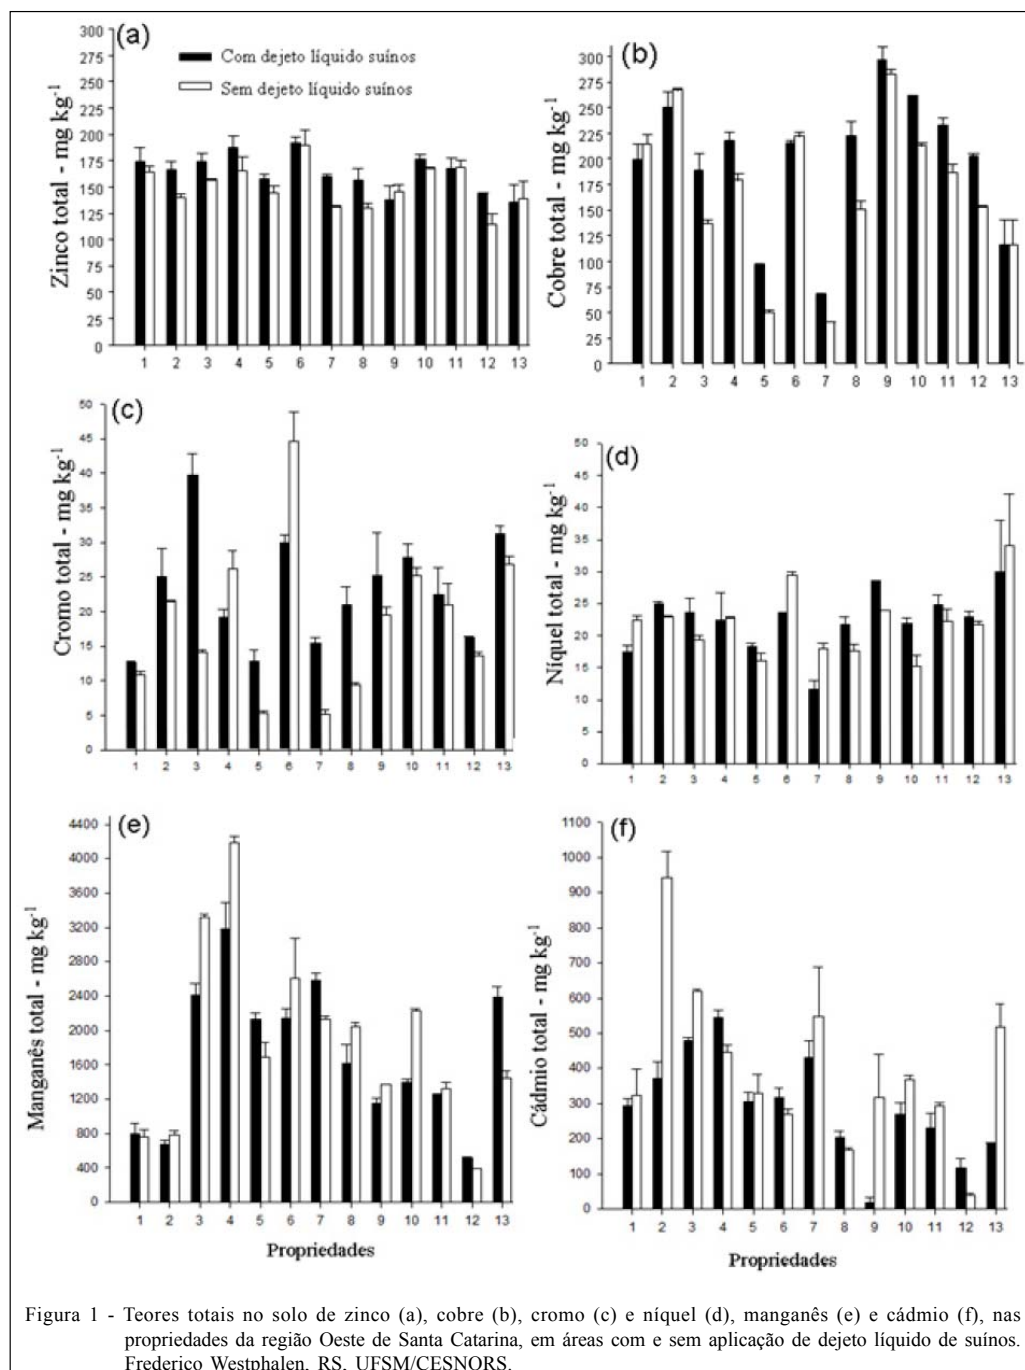 (a)
Com dejeto líquido suínos
Sem dejeto líquido suínos
Zinco total - mg kg-1
300
275
250
225
200
175
150
125
100
75
50
25
0
1 2 3 4 5 6 7 8 9 10 11 12 13
(b)
Cobre total - mg kg-1
300
275
250
225
200
150
125
100
75
50
25
0
1 2 3 4 5 6 7 8 9 10 11 12 13
(c)
Cromo total - mg kg-1
50
45
40
35
30
25
20
15
10
5
0
1 2 3 4 5 6 7 8 9 10 11 12 13
(d)
Níquel total - mg kg-1
50
45
40
35
30
25
20
15
10
5
0
1 2 3 4 5 6 7 8 9 10 11 12 13
(e)
Manganês total - mg kg-1
4400
4000
3600
3200
2800
2400
2000
1600
1200
800
400
0
1 2 3 4 5 6 7 8 9 10 11 12 13
Propriedades
(f)
Cádmio total - mg kg-1
1100
1000
900
800
700
600
500
400
300
200
100
0
1 2 3 4 5 6 7 8 9 10 11 12 13
Propriedades
Figura 1 - Teores totais no solo de zinco (a), cobre (b), cromo (c) e níquel (d), manganês (e) e cádmio (f), nas
propriedades da região Oeste de Santa Catarina, em áreas com e sem aplicação de dejeto líquido de suínos.
Frederico Westphalen, RS, UFSM/CESNORS.